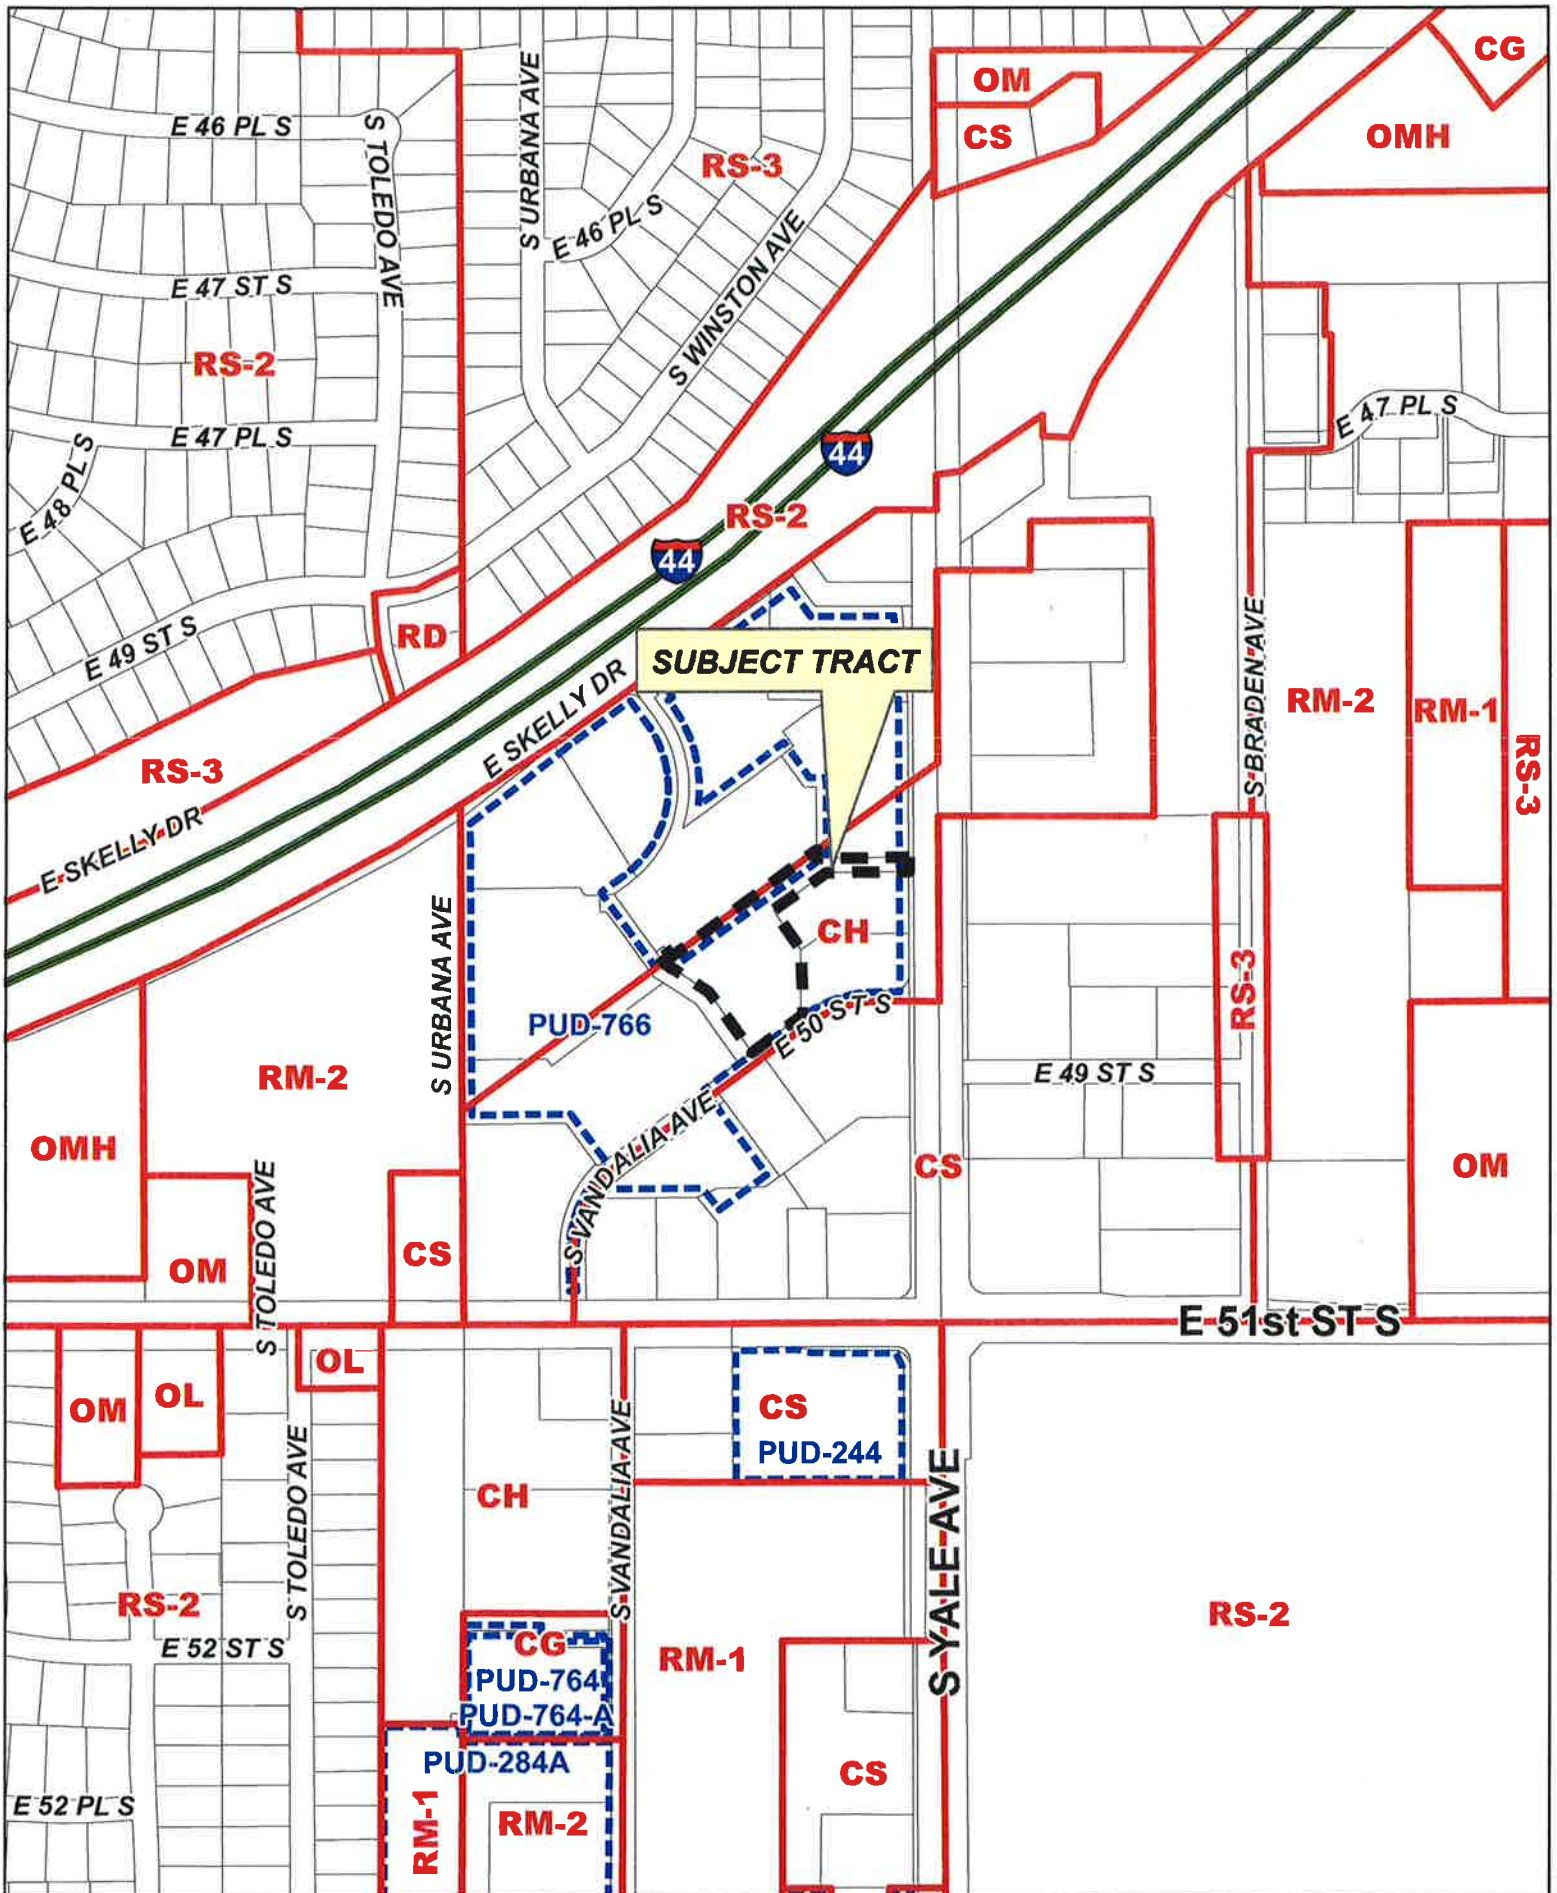 CG
OM
S URBANA AVE
E 46 PL S
S TOLEDO AVE
CS
OMH
RS-3
E 46 PL S
S WINSTON AVE
E 47 ST S
RS-2
E 47 PL S
E 47 PL S
E 48 PL S
44
RS-2
44
RD
E 49 ST S
SUBJECT TRACT
S BRADEN AVE
RM-2
RM-1
RS-3
E SKELLY DR
RS-3
E SKELLY DR
CH
S URBANA AVE
RS-3
PUD-766
E 50 ST S
RM-2
E 49 ST S
OMH
S VANDALIA AVE
CS
OM
OM
S TOLEDO AVE
CS
E 51st ST S
OL
OM
OL
CS
PUD-244
S TOLEDO AVE
CH
S VANDALIA AVE
S YALE AVE
RS-2
RS-2
E 52 ST S
CG
RM-1
PUD-764
PUD-764-A
PUD-284A
CS
E 52 PL S
RM-1
RM-2